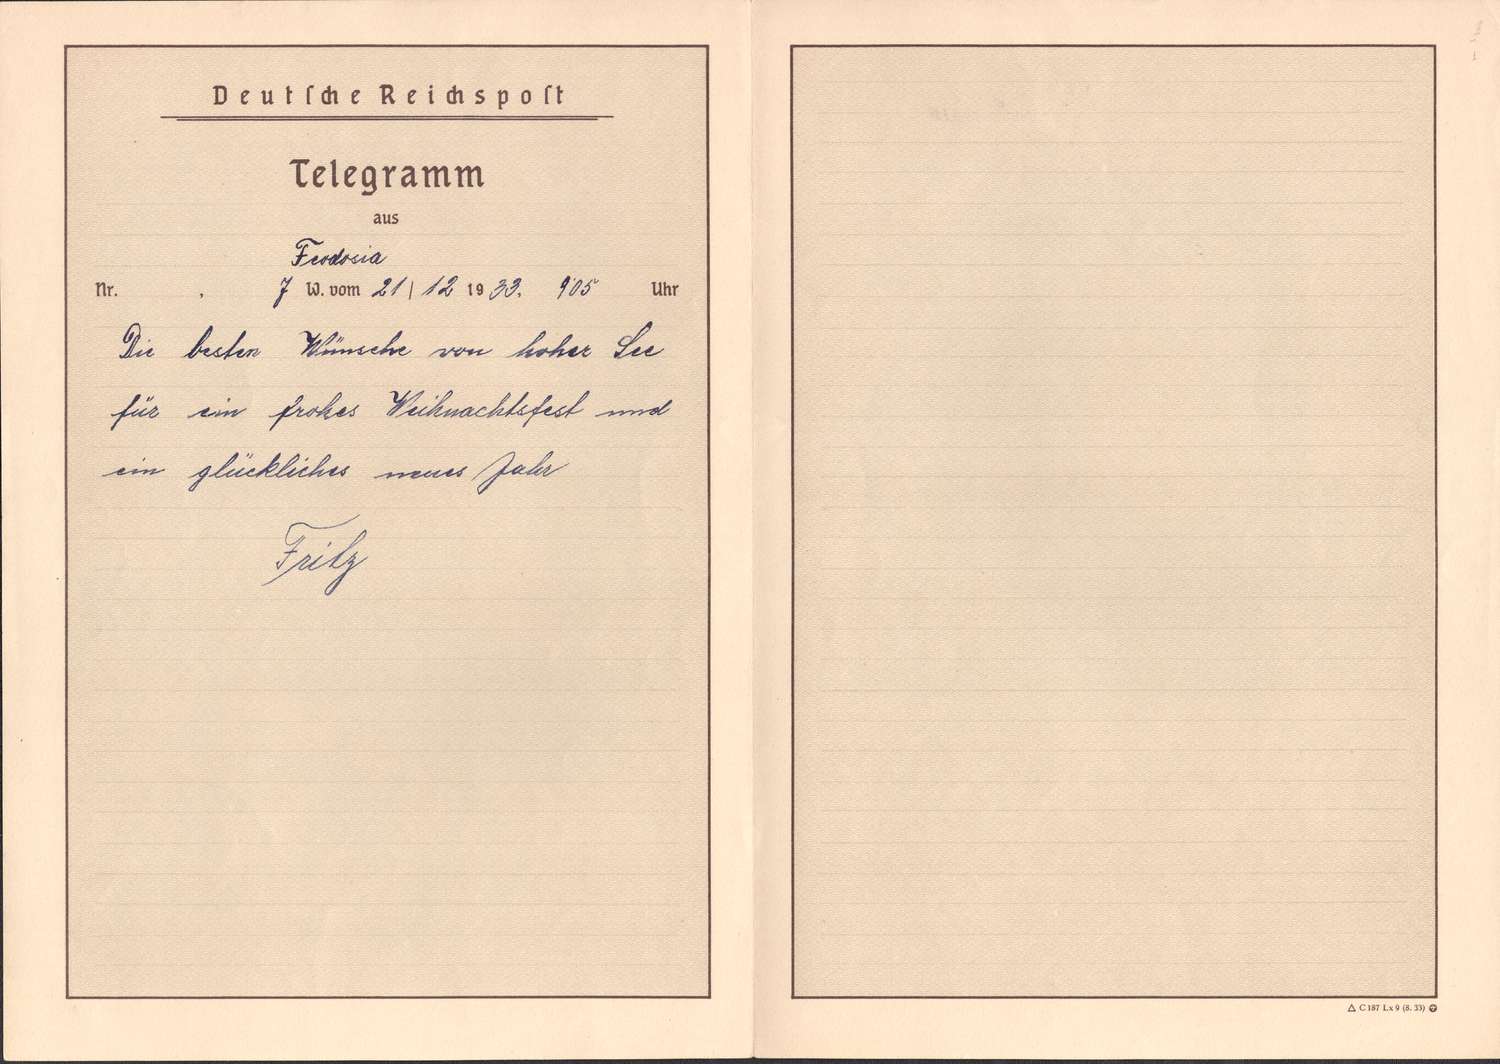 Deutsche Reichspost
Telegramm
aus
Feodosia
Nr. 7 W. vom 21/12 1933. 905 Uhr
Die besten Wünsche von hoher See
für ein frohes Weihnachtsfest und
ein glückliches neues Jahr
Fritz
C 187 Lx 9 (8. 33)